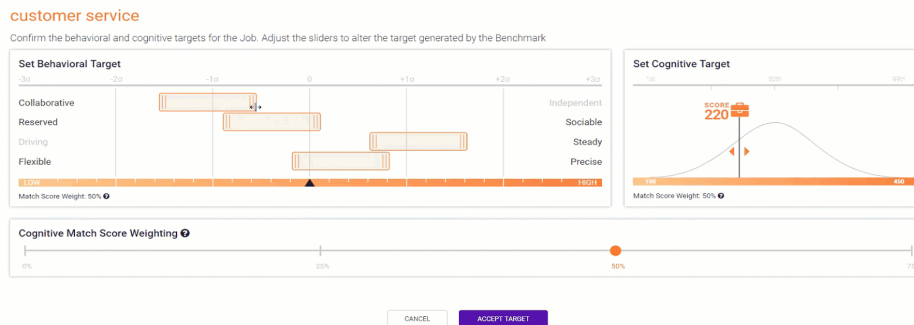 customer service
Confirm the behavioral and cognitive targets for the Job. Adjust the sliders to alter the target generated by the Benchmark
Set Behavioral Target
-3σ -2σ -1σ 0 +1σ +2σ +3σ
Collaborative Independent
Reserved Sociable
Driving Steady
Flexible Precise
LOW HIGH
Match Score Weight: 50%
Set Cognitive Target
1st 50th 99th
SCORE
220
100 450
Match Score Weight: 50%
Cognitive Match Score Weighting
0% 25% 50%
CANCEL ACCEPT TARGET